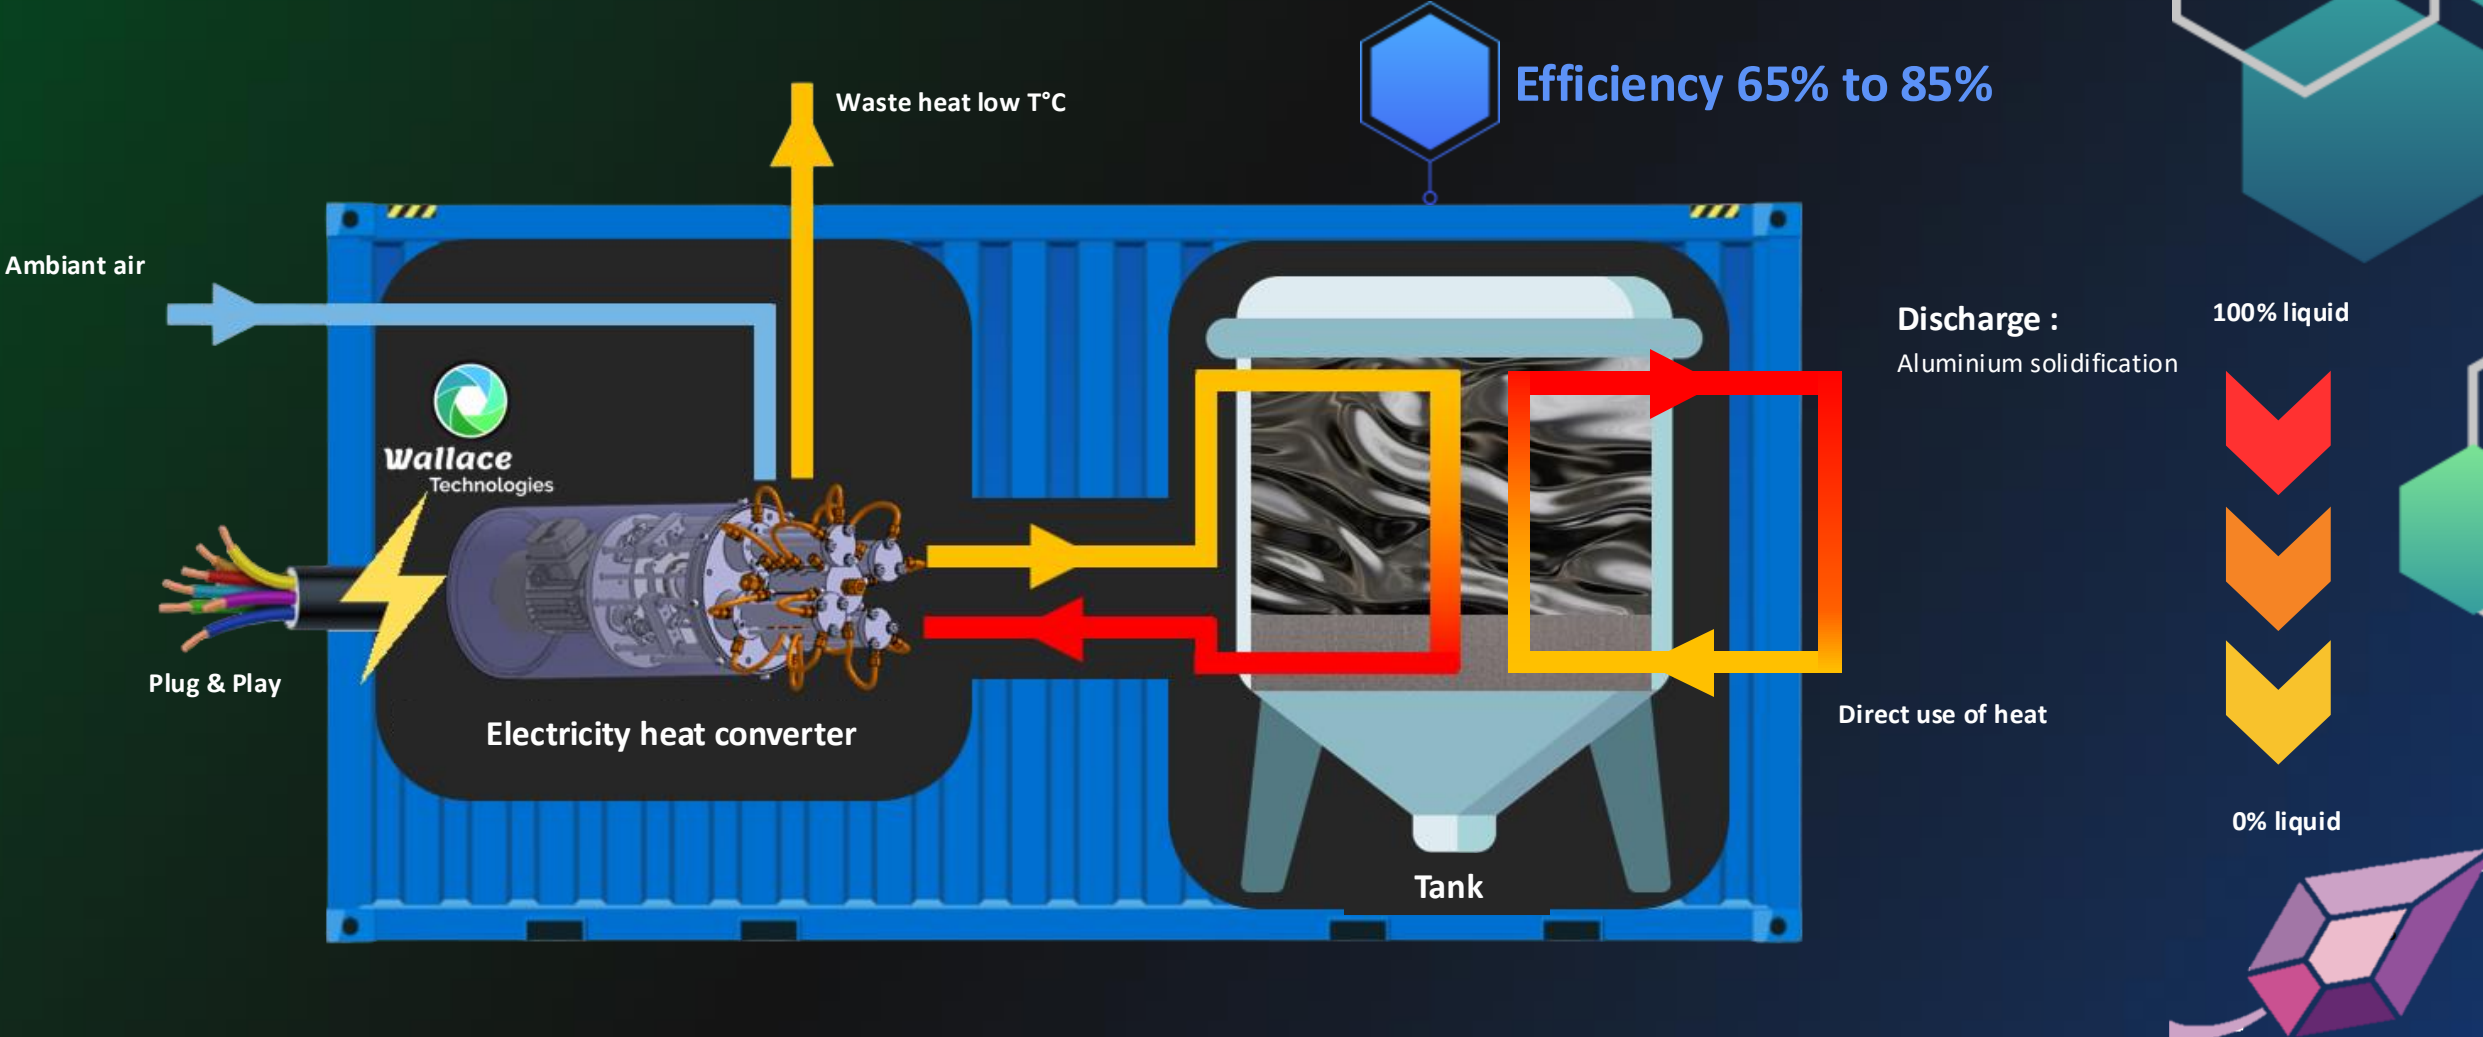 Efficiency 65% to 85%
Waste heat low T°C
Ambiant air
Wallace
Technologies
Plug & Play
Electricity heat converter
Tank
Discharge :
Aluminium solidification
Direct use of heat
100% liquid
0% liquid